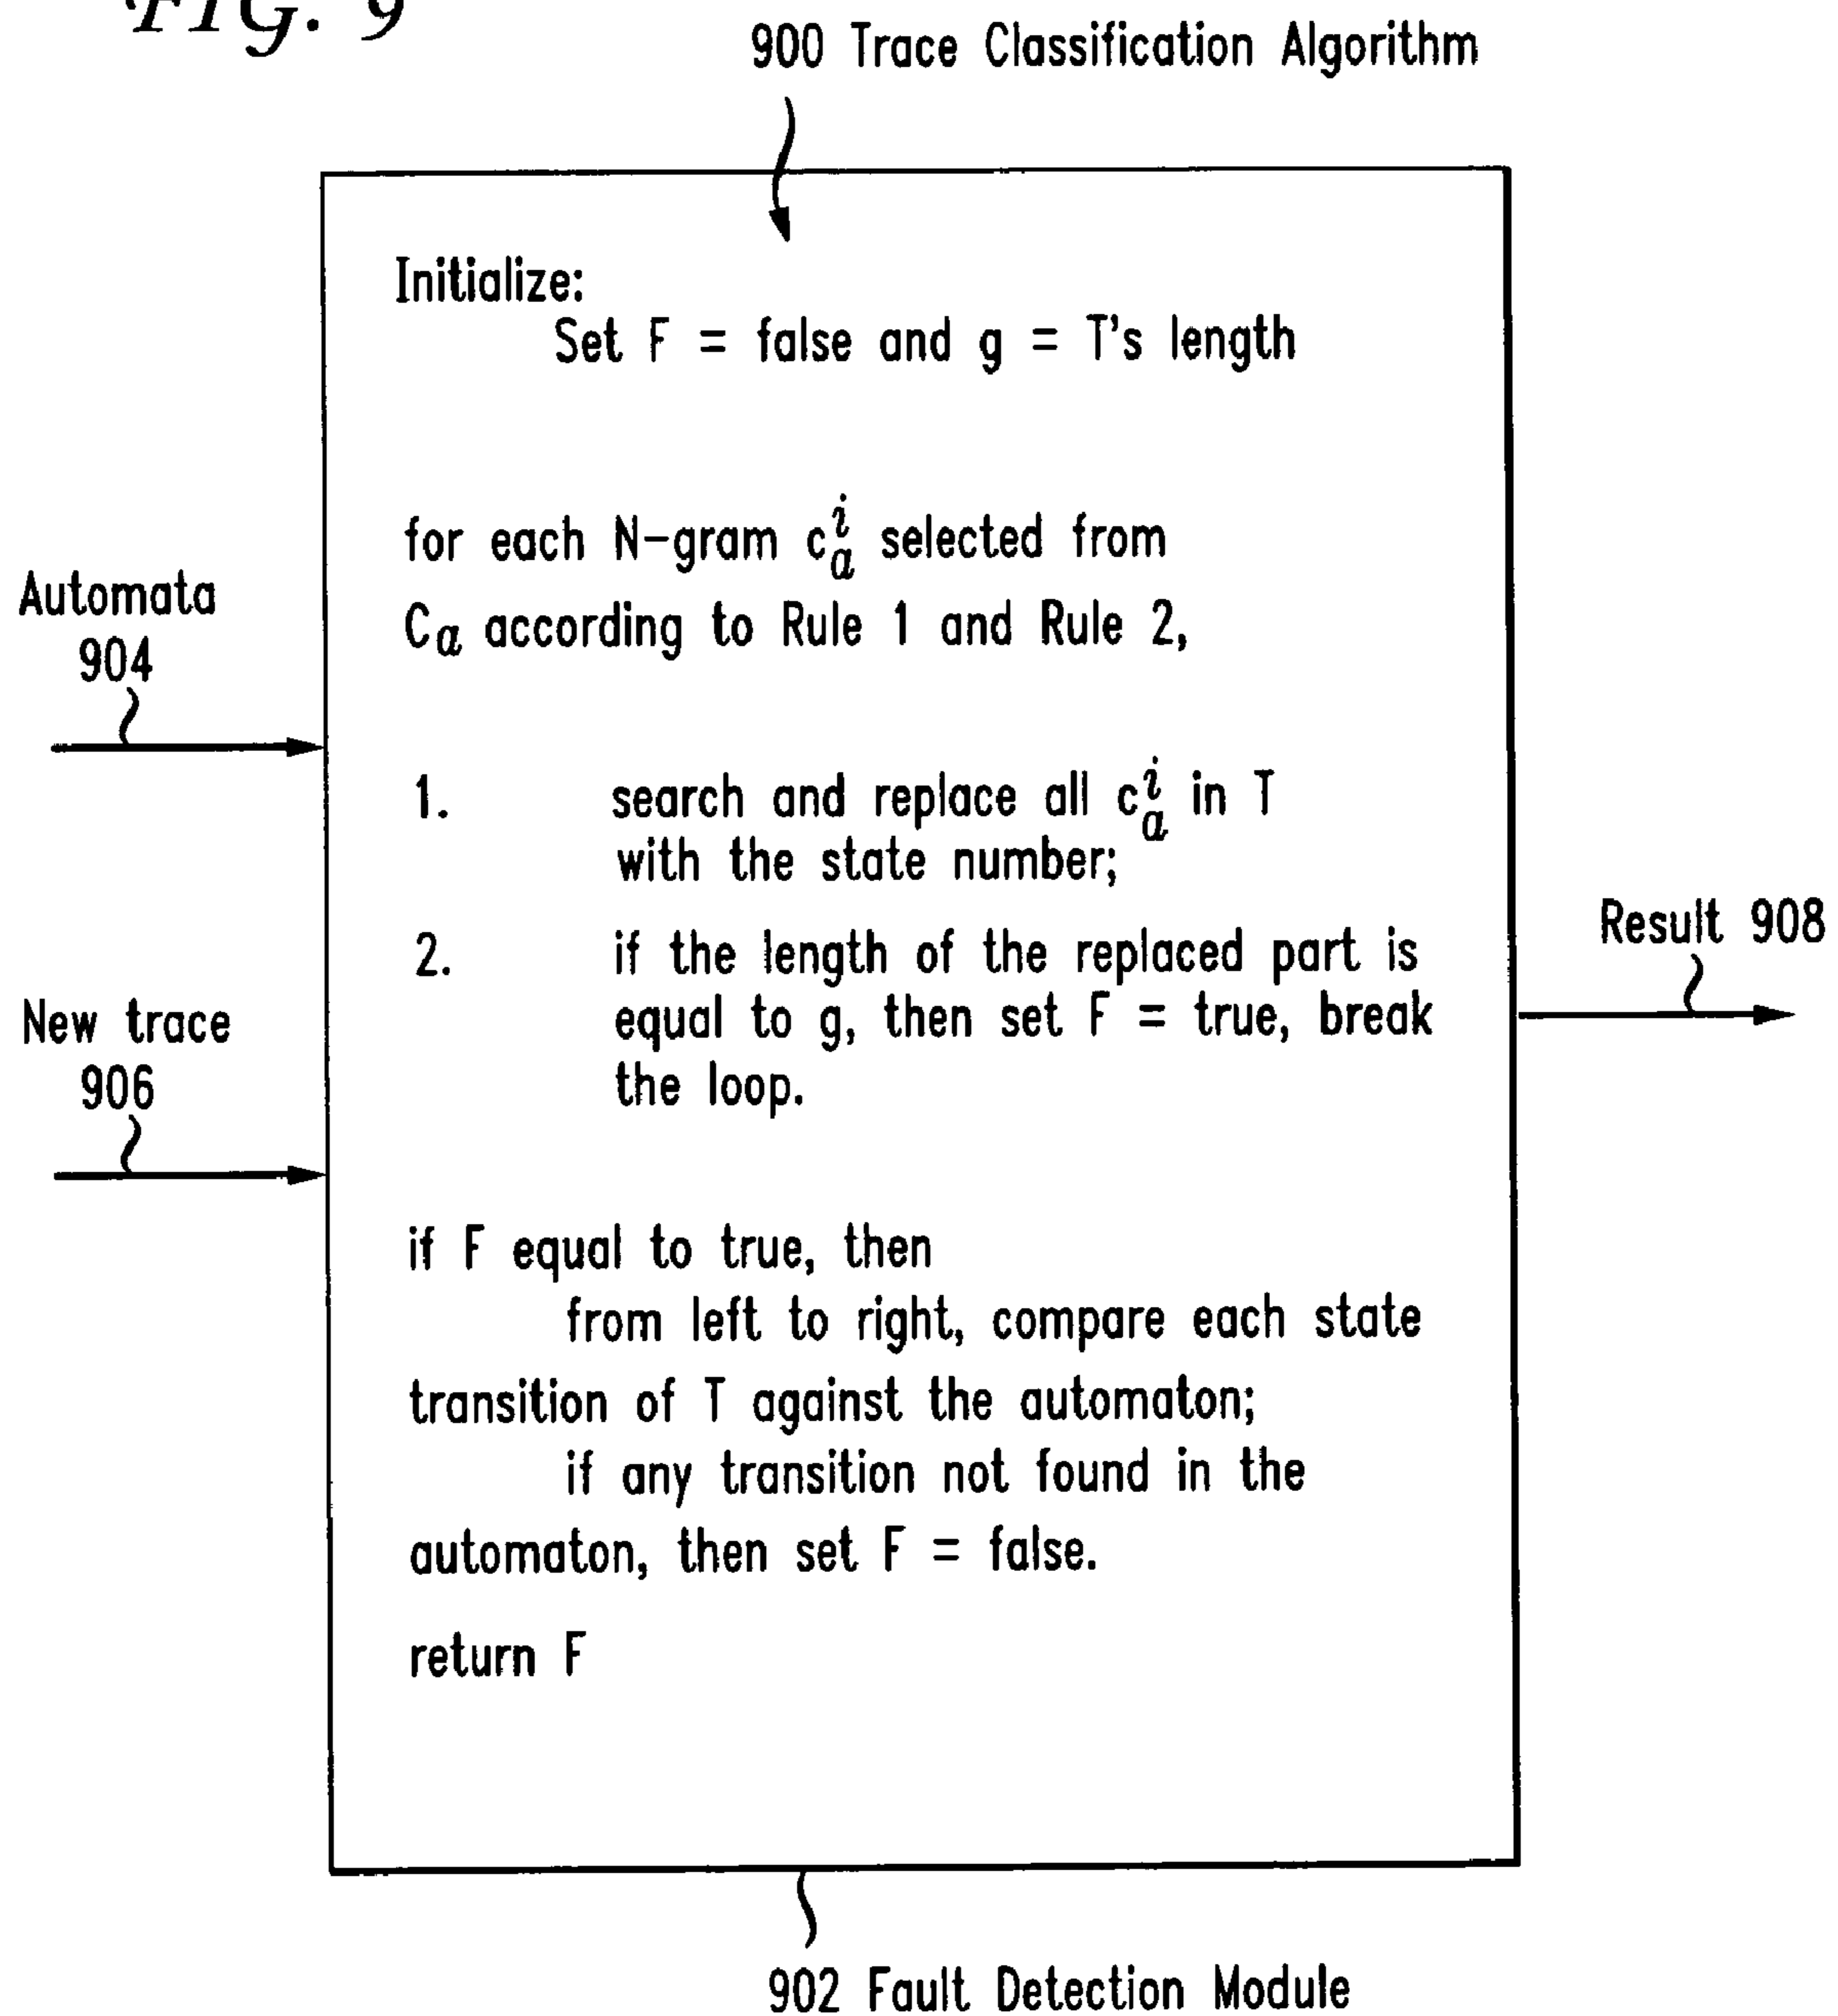 FIG. 9
900 Trace Classification Algorithm
Initialize:
Set F = false and g = T's length
for each N-gram c_a^i selected from
C_a according to Rule 1 and Rule 2,
Automata
904
1. search and replace all c_a^i in T
with the state number;
2. if the length of the replaced part is
equal to g, then set F = true, break
the loop.
Result 908
New trace
906
if F equal to true, then
from left to right, compare each state
transition of T against the automaton;
if any transition not found in the
automaton, then set F = false.
return F
902 Fault Detection Module